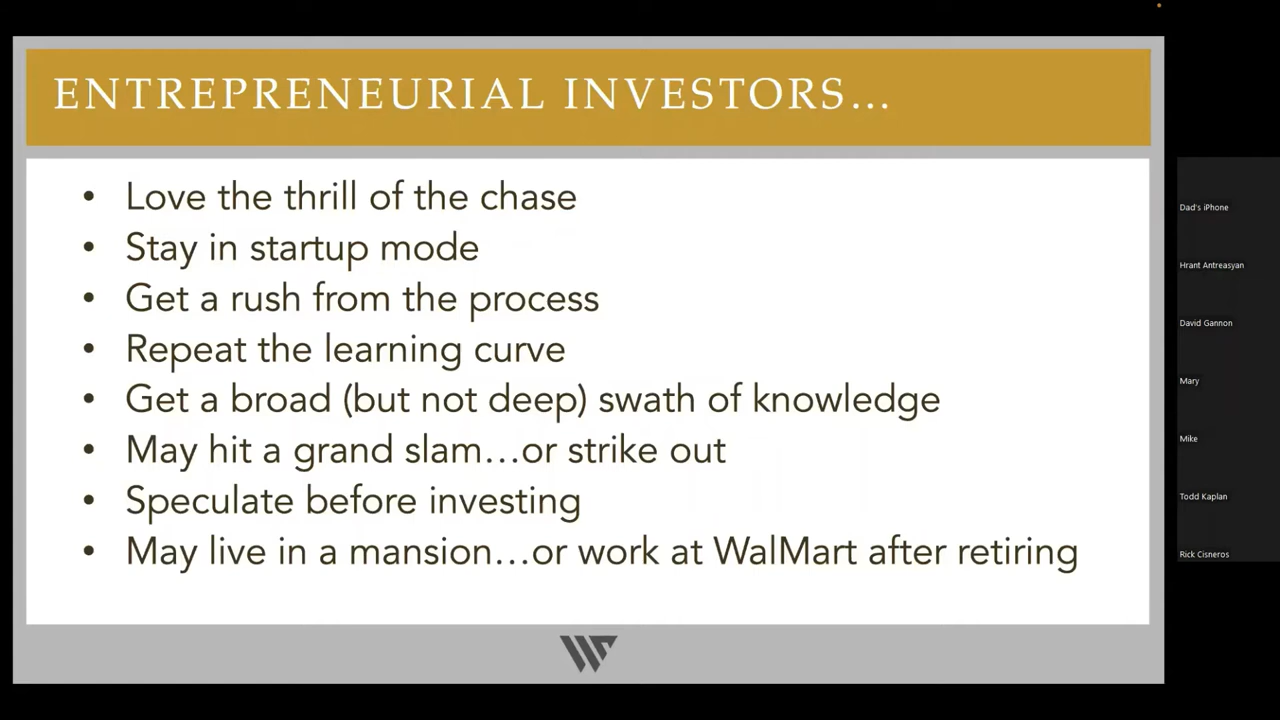 ENTREPRENEURIAL INVESTORS...
• Love the thrill of the chase
• Stay in startup mode
• Get a rush from the process
• Repeat the learning curve
• Get a broad (but not deep) swath of knowledge
• May hit a grand slam...or strike out
• Speculate before investing
• May live in a mansion...or work at WalMart after retiring
Dad's iPhone
Hrant Antreasyan
David Gannon
Mary
Mike
Todd Kaplan
Rick Cisneros